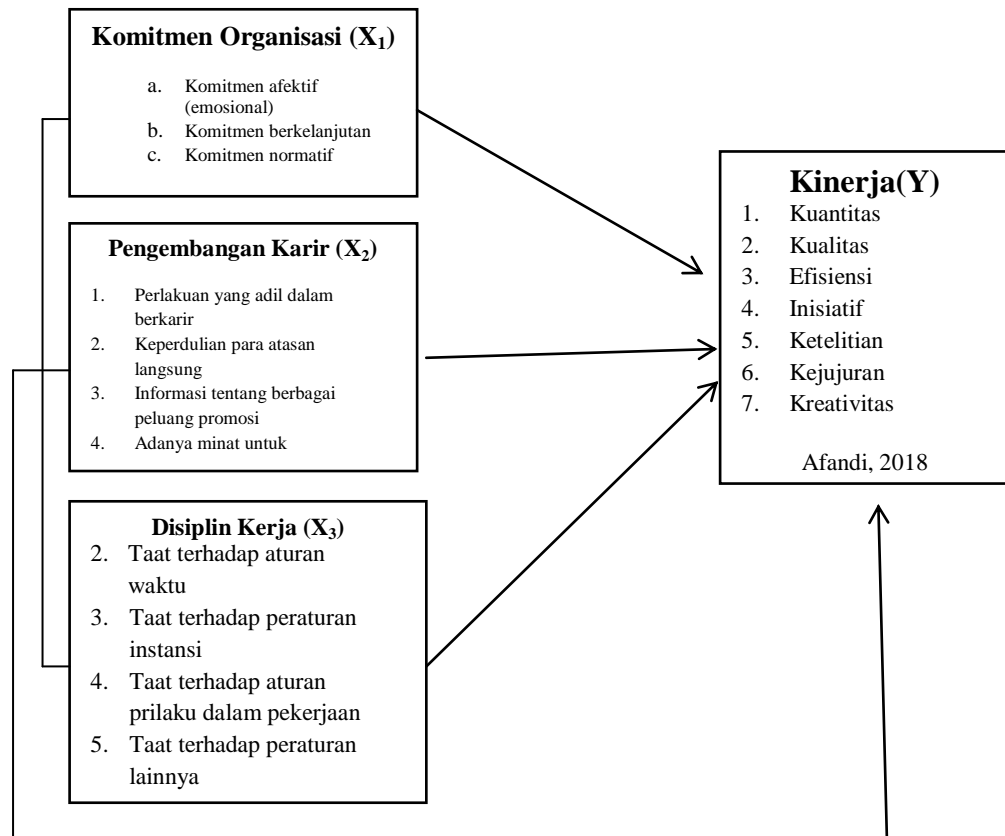 Komitmen Organisasi (X₁)
a. Komitmen afektif
(emosional)
b. Komitmen berkelanjutan
c. Komitmen normatif
Pengembangan Karir (X₂)
1. Perlakuan yang adil dalam
berkarir
2. Keperdulian para atasan
langsung
3. Informasi tentang berbagai
peluang promosi
4. Adanya minat untuk
Disiplin Kerja (X₃)
2. Taat terhadap aturan
waktu
3. Taat terhadap peraturan
instansi
4. Taat terhadap aturan
prilaku dalam pekerjaan
5. Taat terhadap peraturan
lainnya
Kinerja(Y)
1. Kuantitas
2. Kualitas
3. Efisiensi
4. Inisiatif
5. Ketelitian
6. Kejujuran
7. Kreativitas
Afandi, 2018